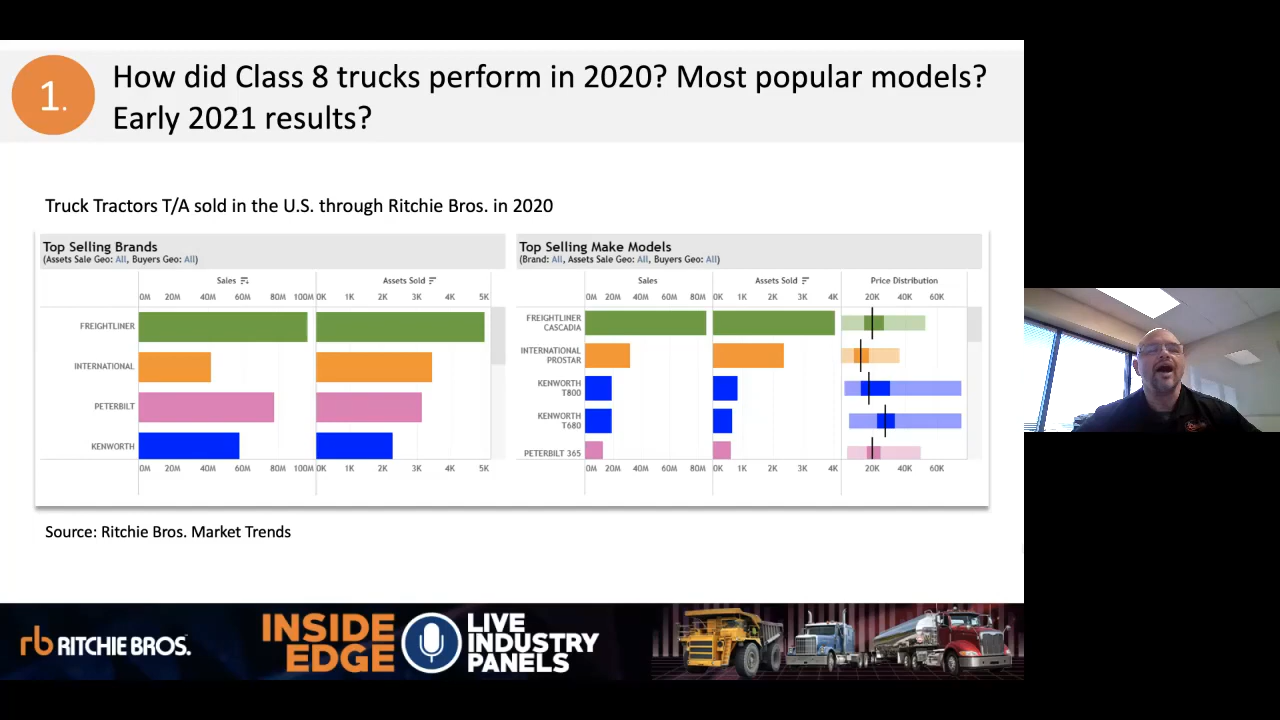 1.
How did Class 8 trucks perform in 2020? Most popular models?
Early 2021 results?
Truck Tractors T/A sold in the U.S. through Ritchie Bros. in 2020
Top Selling Brands
(Assets Sale Geo: All, Buyers Geo: All)
Sales
Assets Sold
0M 20M 40M 60M 80M 100M 0K 1K 2K 3K 4K 5K
FREIGHTLINER
INTERNATIONAL
PETERBILT
KENWORTH
0M 20M 40M 60M 80M 100M 0K 1K 2K 3K 4K 5K
Top Selling Make Models
(Brand: All, Assets Sale Geo: All, Buyers Geo: All)
Sales
Assets Sold
Price Distribution
0M 20M 40M 60M 80M 0K 1K 2K 3K 4K 20K 40K 60K
FREIGHTLINER
CASCADIA
INTERNATIONAL
PROSTAR
KENWORTH
T800
KENWORTH
T680
PETERBILT 365
0M 20M 40M 60M 80M 0K 1K 2K 3K 4K 20K 40K 60K
Source: Ritchie Bros. Market Trends
rb RITCHIE BROS.
INSIDE
EDGE
LIVE
INDUSTRY
PANELS